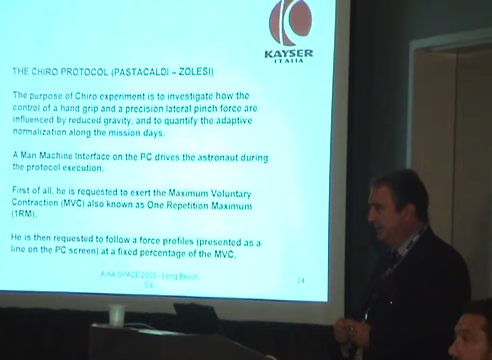 KAYSER
ITALIA
THE CHIRO PROTOCOL (PASTACALDI – ZOLESI)
The purpose of Chiro experiment is to investigate how the
control of a hand grip and a precision lateral pinch force are
influenced by reduced gravity, and to quantify the adaptive
normalization along the mission days.
A Man Machine Interface on the PC drives the astronaut during
the protocol execution.
First of all, he is requested to exert the Maximum Voluntary
Contraction (MVC) also known as One Repetition Maximum
(1RM).
He is then requested to follow a force profiles (presented as a
line on the PC screen) at a fixed percentage of the MVC.
AIAA SPACE 2003 - Long Beach,
Ca.
24